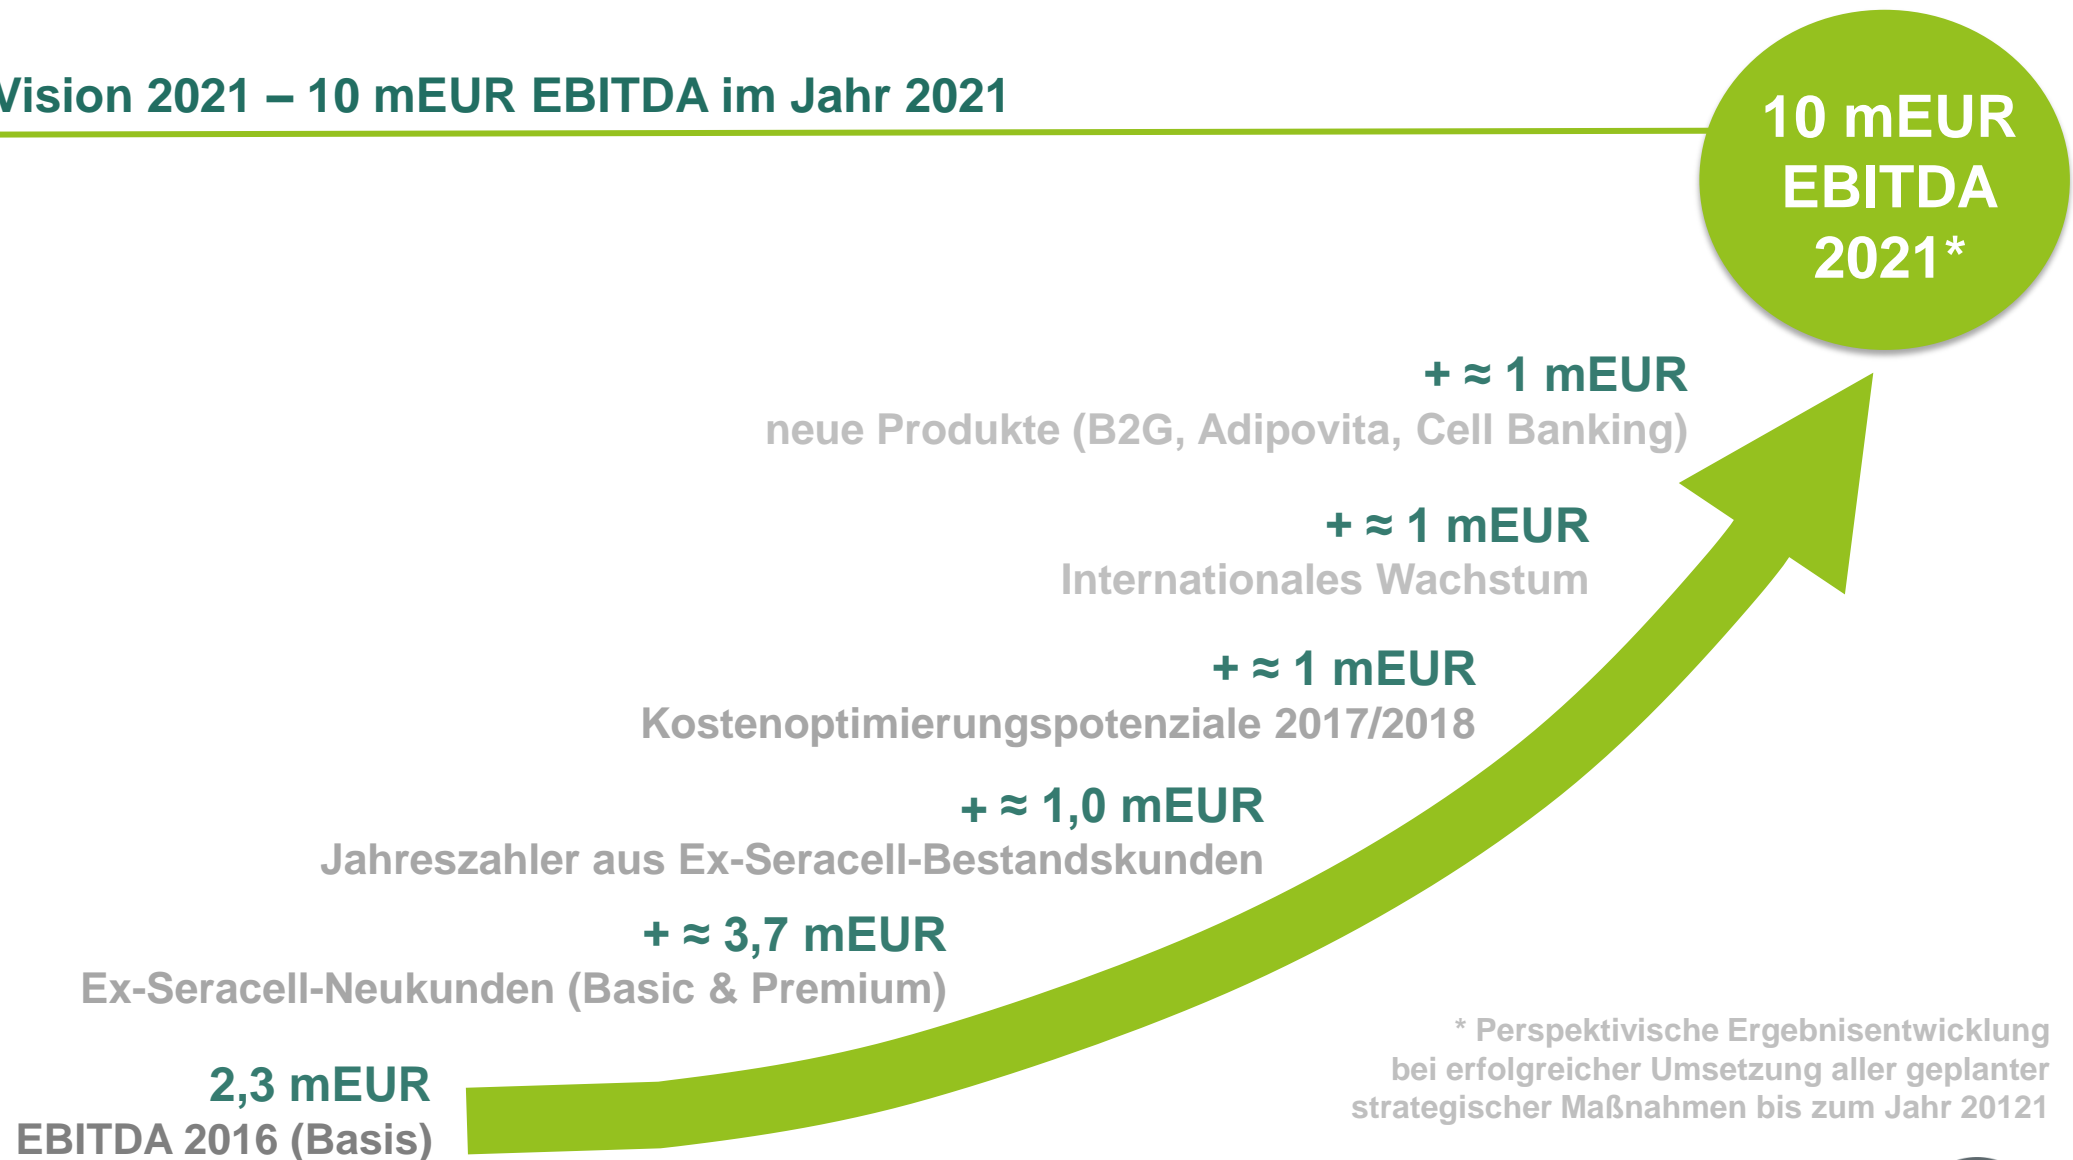 Vision 2021 – 10 mEUR EBITDA im Jahr 2021
10 mEUR
EBITDA
2021*
+ ≈ 1 mEUR
neue Produkte (B2G, Adipovita, Cell Banking)
+ ≈ 1 mEUR
Internationales Wachstum
+ ≈ 1 mEUR
Kostenoptimierungspotenziale 2017/2018
+ ≈ 1,0 mEUR
Jahreszahler aus Ex-Seracell-Bestandskunden
+ ≈ 3,7 mEUR
Ex-Seracell-Neukunden (Basic & Premium)
2,3 mEUR
EBITDA 2016 (Basis)
* Perspektivische Ergebnisentwicklung
bei erfolgreicher Umsetzung aller geplanter
strategischer Maßnahmen bis zum Jahr 20121